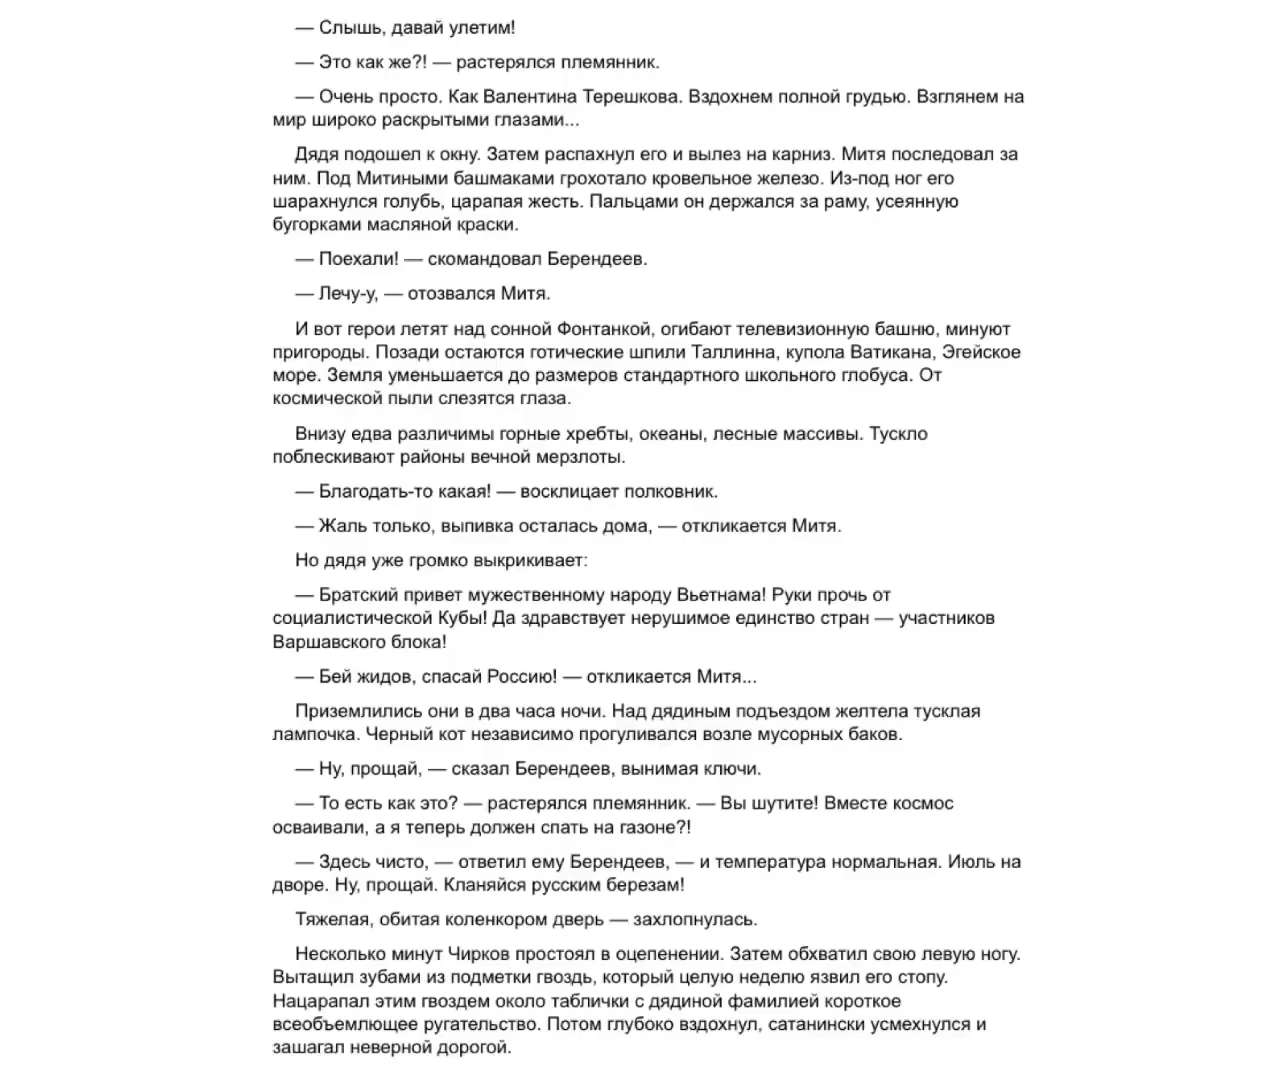 — Слышь, давай улетим!
— Это как же?! — растерялся племянник.
— Очень просто. Как Валентина Терешкова. Вздохнем полной грудью. Взглянем на
мир широко раскрытыми глазами...
Дядя подошел к окну. Затем распахнул его и вылез на карниз. Митя последовал за
ним. Под Митиными башмаками грохотало кровельное железо. Из-под ног его
шарахнулся голубь, царапая жесть. Пальцами он держался за раму, усеянную
бугорками масляной краски.
— Поехали! — скомандовал Берендеев.
— Лечу-у, — отозвался Митя.
И вот герои летят над сонной Фонтанкой, огибают телевизионную башню, минуют
пригороды. Позади остаются готические шпили Таллинна, купола Ватикана, Эгейское
море. Земля уменьшается до размеров стандартного школьного глобуса. От
космической пыли слезятся глаза.
Внизу едва различимы горные хребты, океаны, лесные массивы. Тускло
поблескивают районы вечной мерзлоты.
— Благодать-то какая! — восклицает полковник.
— Жаль только, выпивка осталась дома, — откликается Митя.
Но дядя уже громко выкрикивает:
— Братский привет мужественному народу Вьетнама! Руки прочь от
социалистической Кубы! Да здравствует нерушимое единство стран — участников
Варшавского блока!
— Бей жидов, спасай Россию! — откликается Митя...
Приземлились они в два часа ночи. Над дядиным подъездом желтела тусклая
лампочка. Черный кот независимо прогуливался возле мусорных баков.
— Ну, прощай, — сказал Берендеев, вынимая ключи.
— То есть как это? — растерялся племянник. — Вы шутите! Вместе космос
осваивали, а я теперь должен спать на газоне?!
— Здесь чисто, — ответил ему Берендеев, — и температура нормальная. Июль на
дворе. Ну, прощай. Кланяйся русским березам!
Тяжелая, обитая коленкором дверь — захлопнулась.
Несколько минут Чирков простоял в оцепенении. Затем обхватил свою левую ногу.
Вытащил зубами из подметки гвоздь, который целую неделю язвил его стопу.
Нацарапал этим гвоздем около таблички с дядиной фамилией короткое
всеобъемлющее ругательство. Потом глубоко вздохнул, сатанински усмехнулся и
зашагал неверной дорогой.